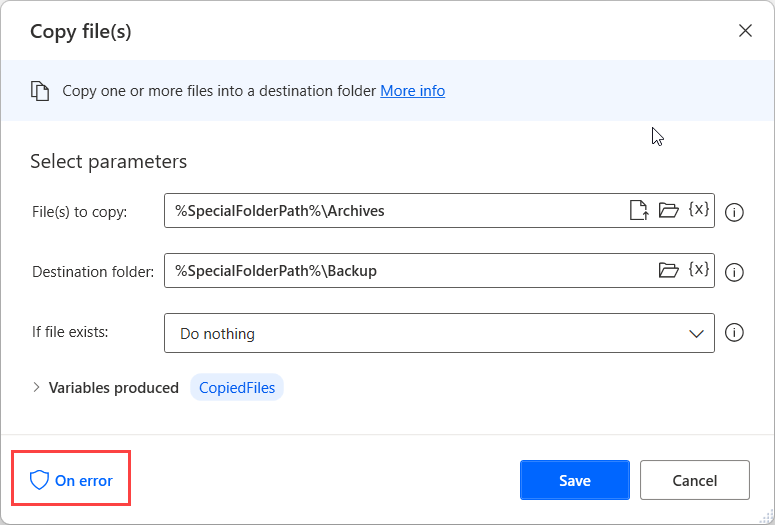 Copy file(s)
Copy one or more files into a destination folder More info
Select parameters
File(s) to copy: %SpecialFolderPath%\Archives {x}
Destination folder: %SpecialFolderPath%\Backup {x}
If file exists: Do nothing
Variables produced CopiedFiles
On error Save Cancel